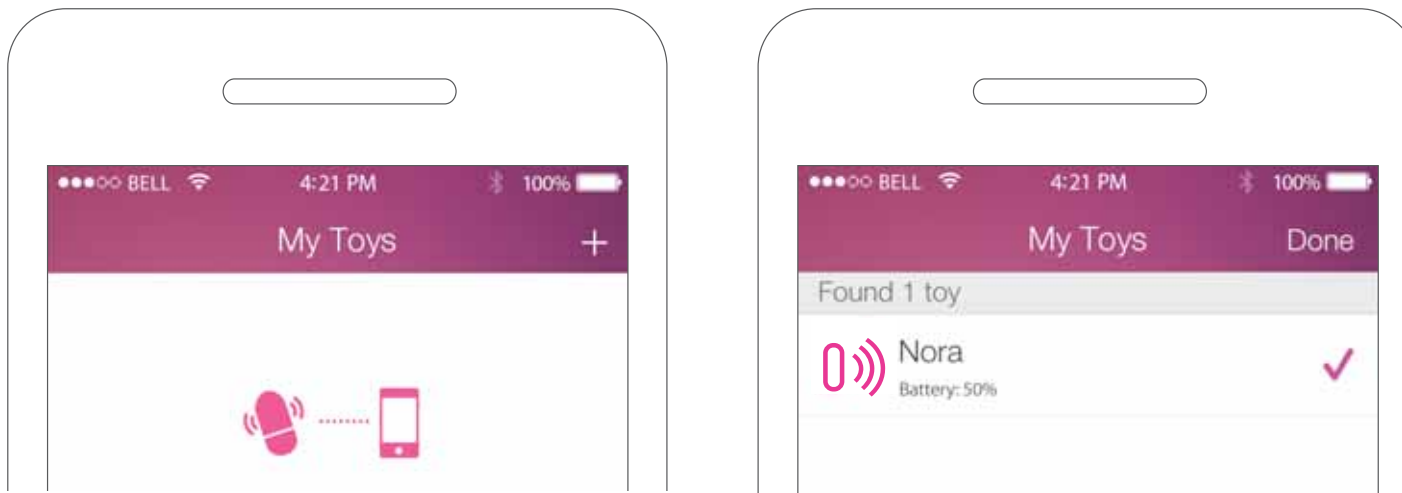 BELL 4:21 PM 100%
My Toys +
BELL 4:21 PM 100%
My Toys Done
Found 1 toy
Nora
Battery: 50%